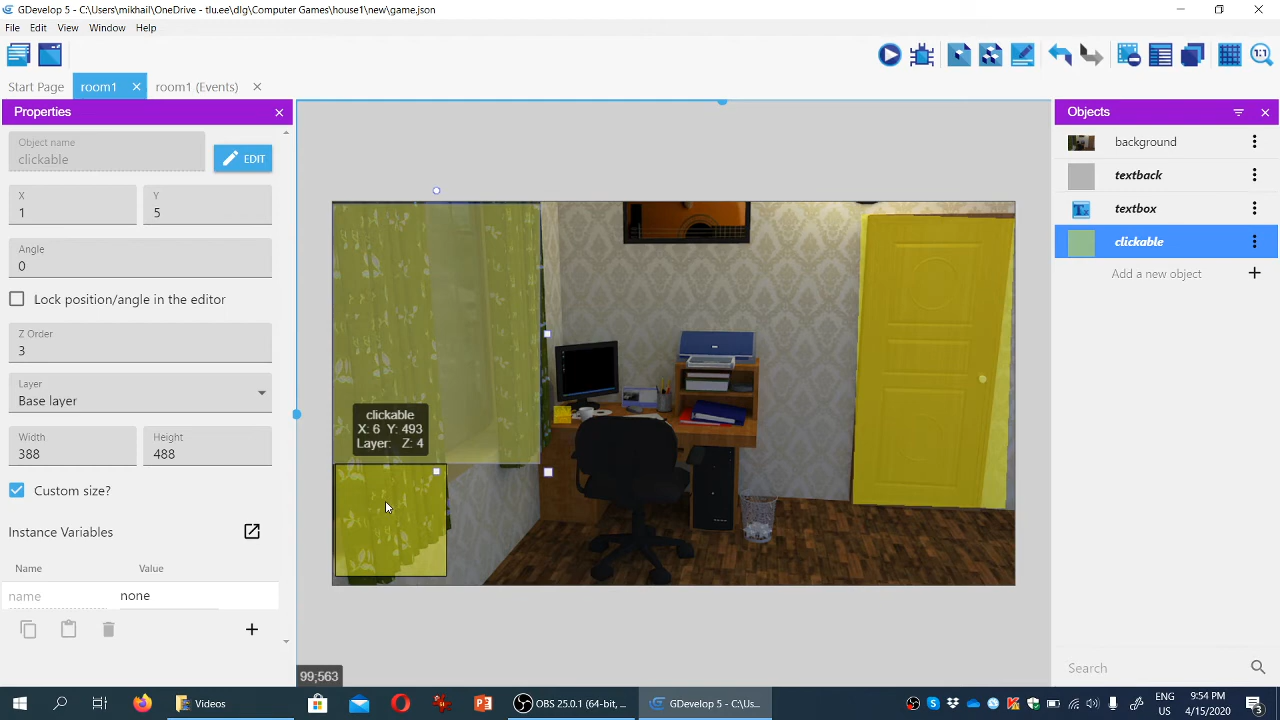 GDevelop 5 - C:\Users\mikhail\OneDrive - tlu.ee\dlg\Computer Games\house1\new\game.json
File Edit View Window Help
Start Page room1 room1 (Events)
Properties
Object name
clickable
EDIT
X
1
Y
5
Angle
0
Lock position/angle in the editor
Z Order
3
Layer
Base layer
Width
388
Height
488
Custom size?
Instance Variables
Name Value
name none
clickable
X: 6 Y: 493
Layer: Z: 4
99;563
1:1
Objects
background
textback
textbox
clickable
Add a new object
Search
Videos
OBS 25.0.1 (64-bit, ...
GDevelop 5 - C:\Us...
ENG
US
9:54 PM
4/15/2020
3